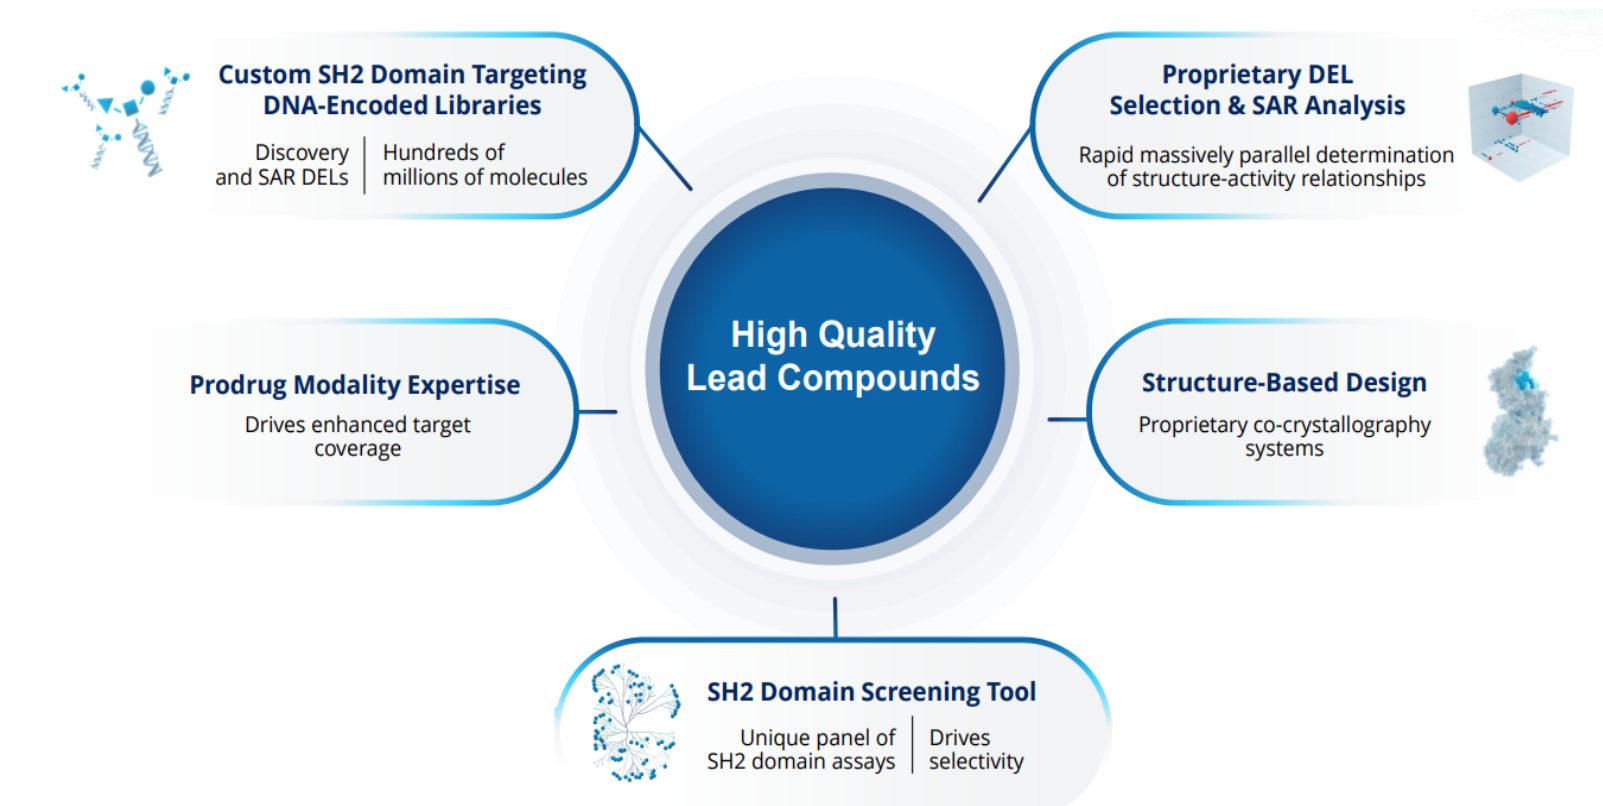 Custom SH2 Domain Targeting
DNA-Encoded Libraries
Discovery
and SAR DELs
Hundreds of
millions of molecules
Proprietary DEL
Selection & SAR Analysis
Rapid massively parallel determination
of structure-activity relationships
High Quality
Lead Compounds
Prodrug Modality Expertise
Drives enhanced target
coverage
Structure-Based Design
Proprietary co-crystallography
systems
SH2 Domain Screening Tool
Unique panel of
SH2 domain assays
Drives
selectivity